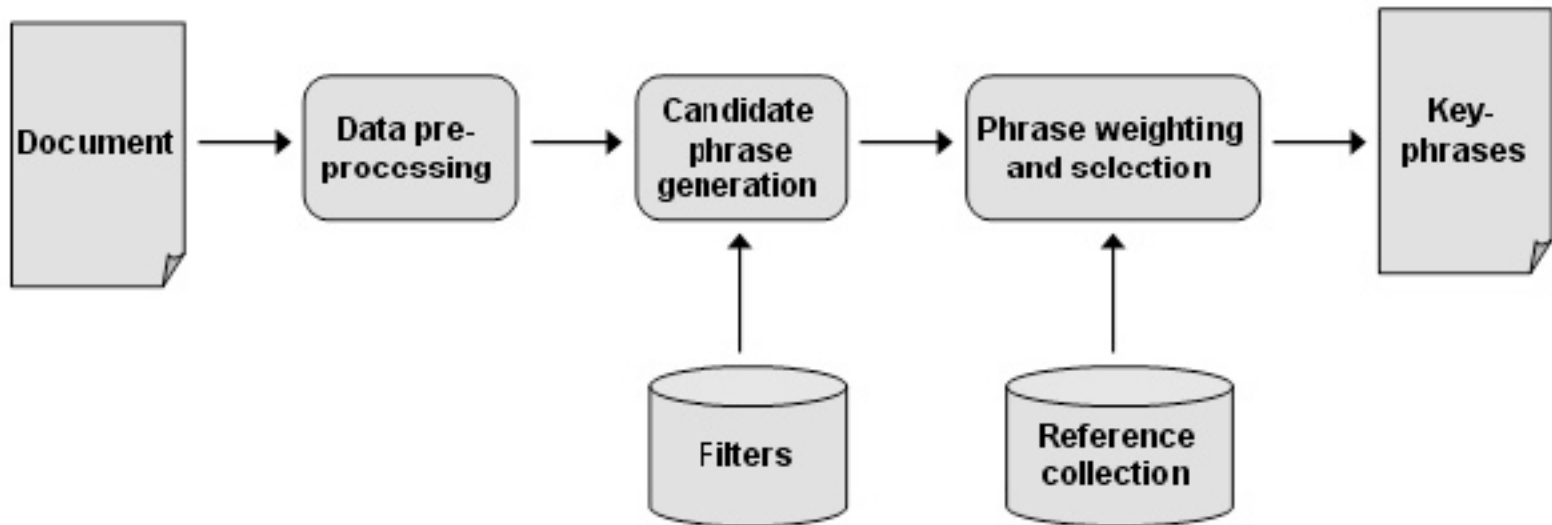 Document
Data pre-
processing
Candidate
phrase
generation
Phrase weighting
and selection
Key-
phrases
Filters
Reference
collection